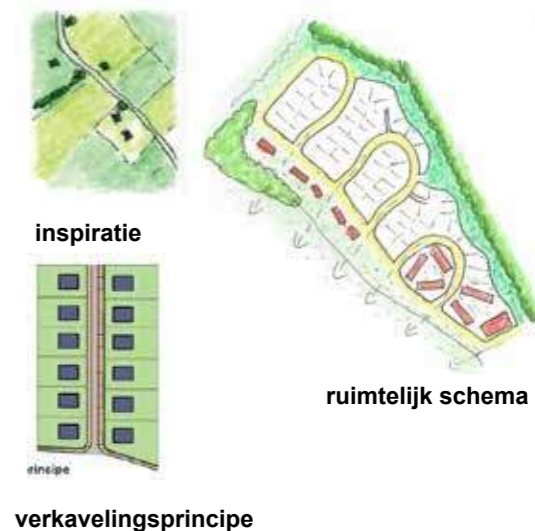 inspiratie
ruimtelijk schema
rincipe
verkavelingsprincipe